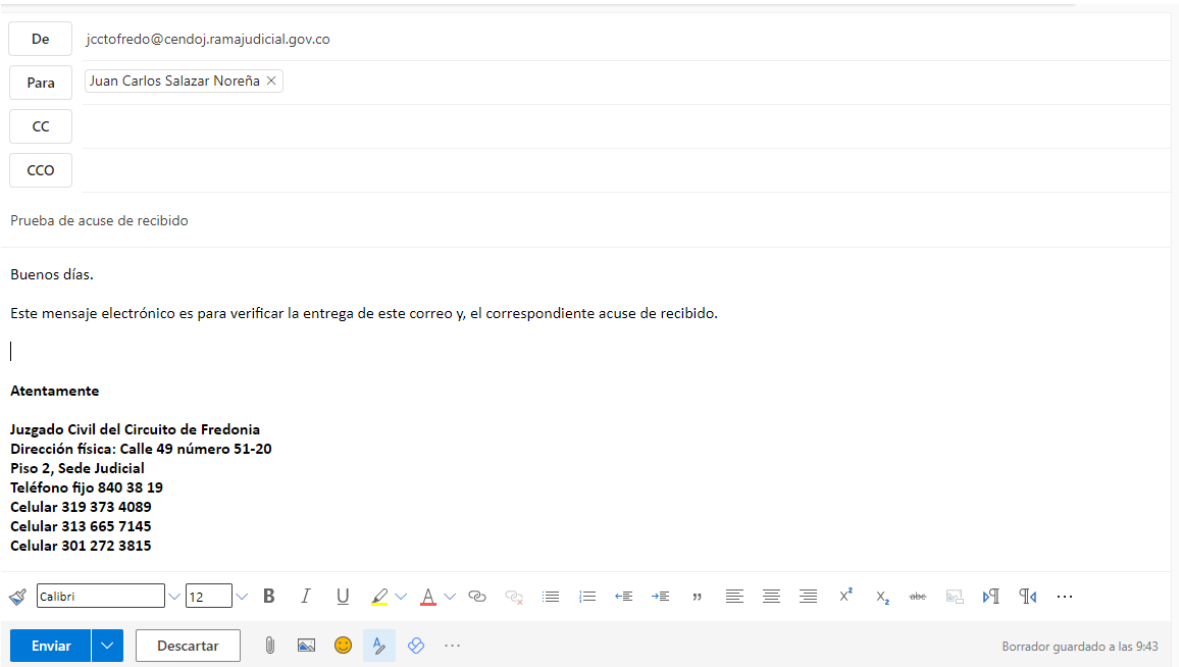 De jcctofredo@cendoj.ramajudicial.gov.co
Para Juan Carlos Salazar Noreña ×
CC
CCO
Prueba de acuse de recibido
Buenos días.
Este mensaje electrónico es para verificar la entrega de este correo y, el correspondiente acuse de recibido.
Atentamente
Juzgado Civil del Circuito de Fredonia
Dirección física: Calle 49 número 51-20
Piso 2, Sede Judicial
Teléfono fijo 840 38 19
Celular 319 373 4089
Celular 313 665 7145
Celular 301 272 3815
Calibri 12 B I U A x² x₂ abc ...
Enviar Descartar ... Borrador guardado a las 9:43